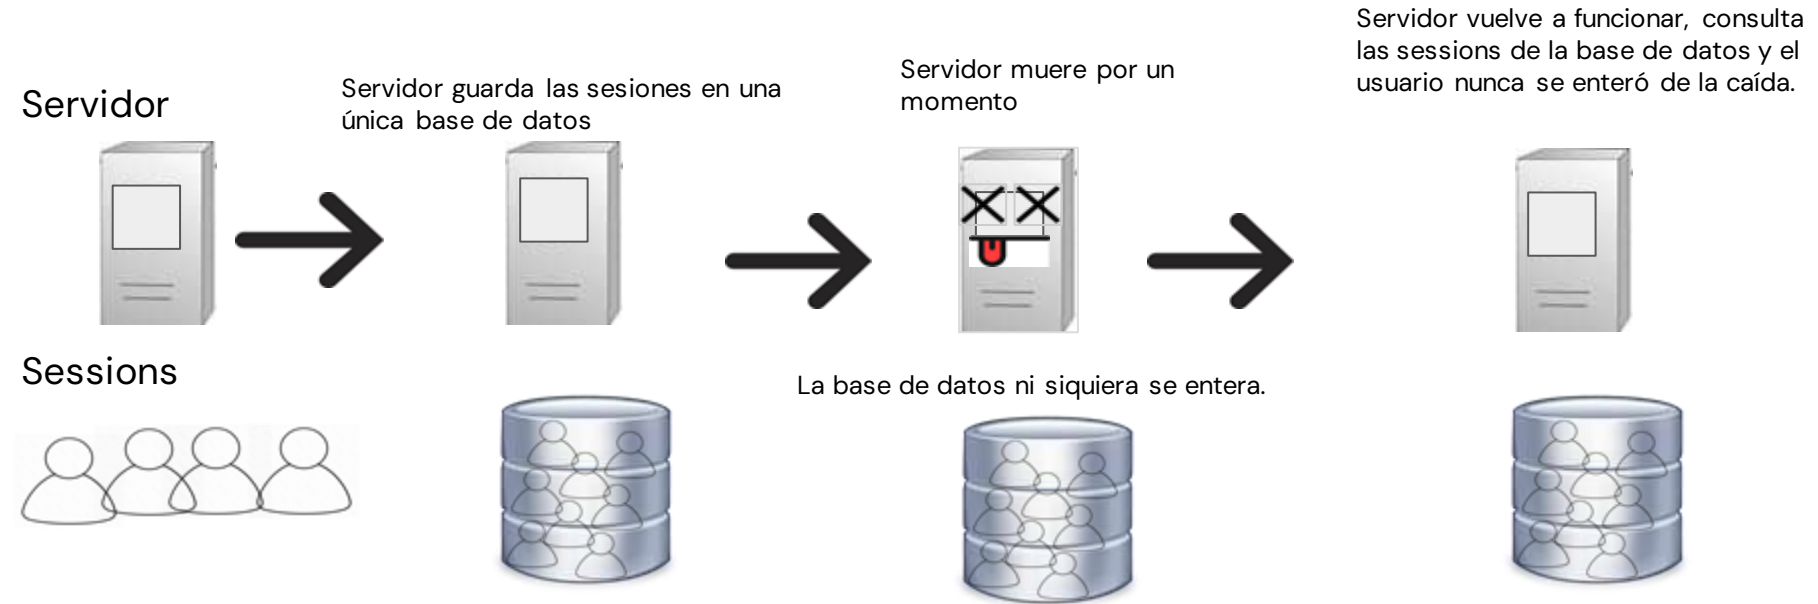 Servidor
Servidor guarda las sesiones en una
única base de datos
Servidor muere por un
momento
Servidor vuelve a funcionar, consulta
las sessions de la base de datos y el
usuario nunca se enteró de la caída.
Sessions
La base de datos ni siquiera se entera.